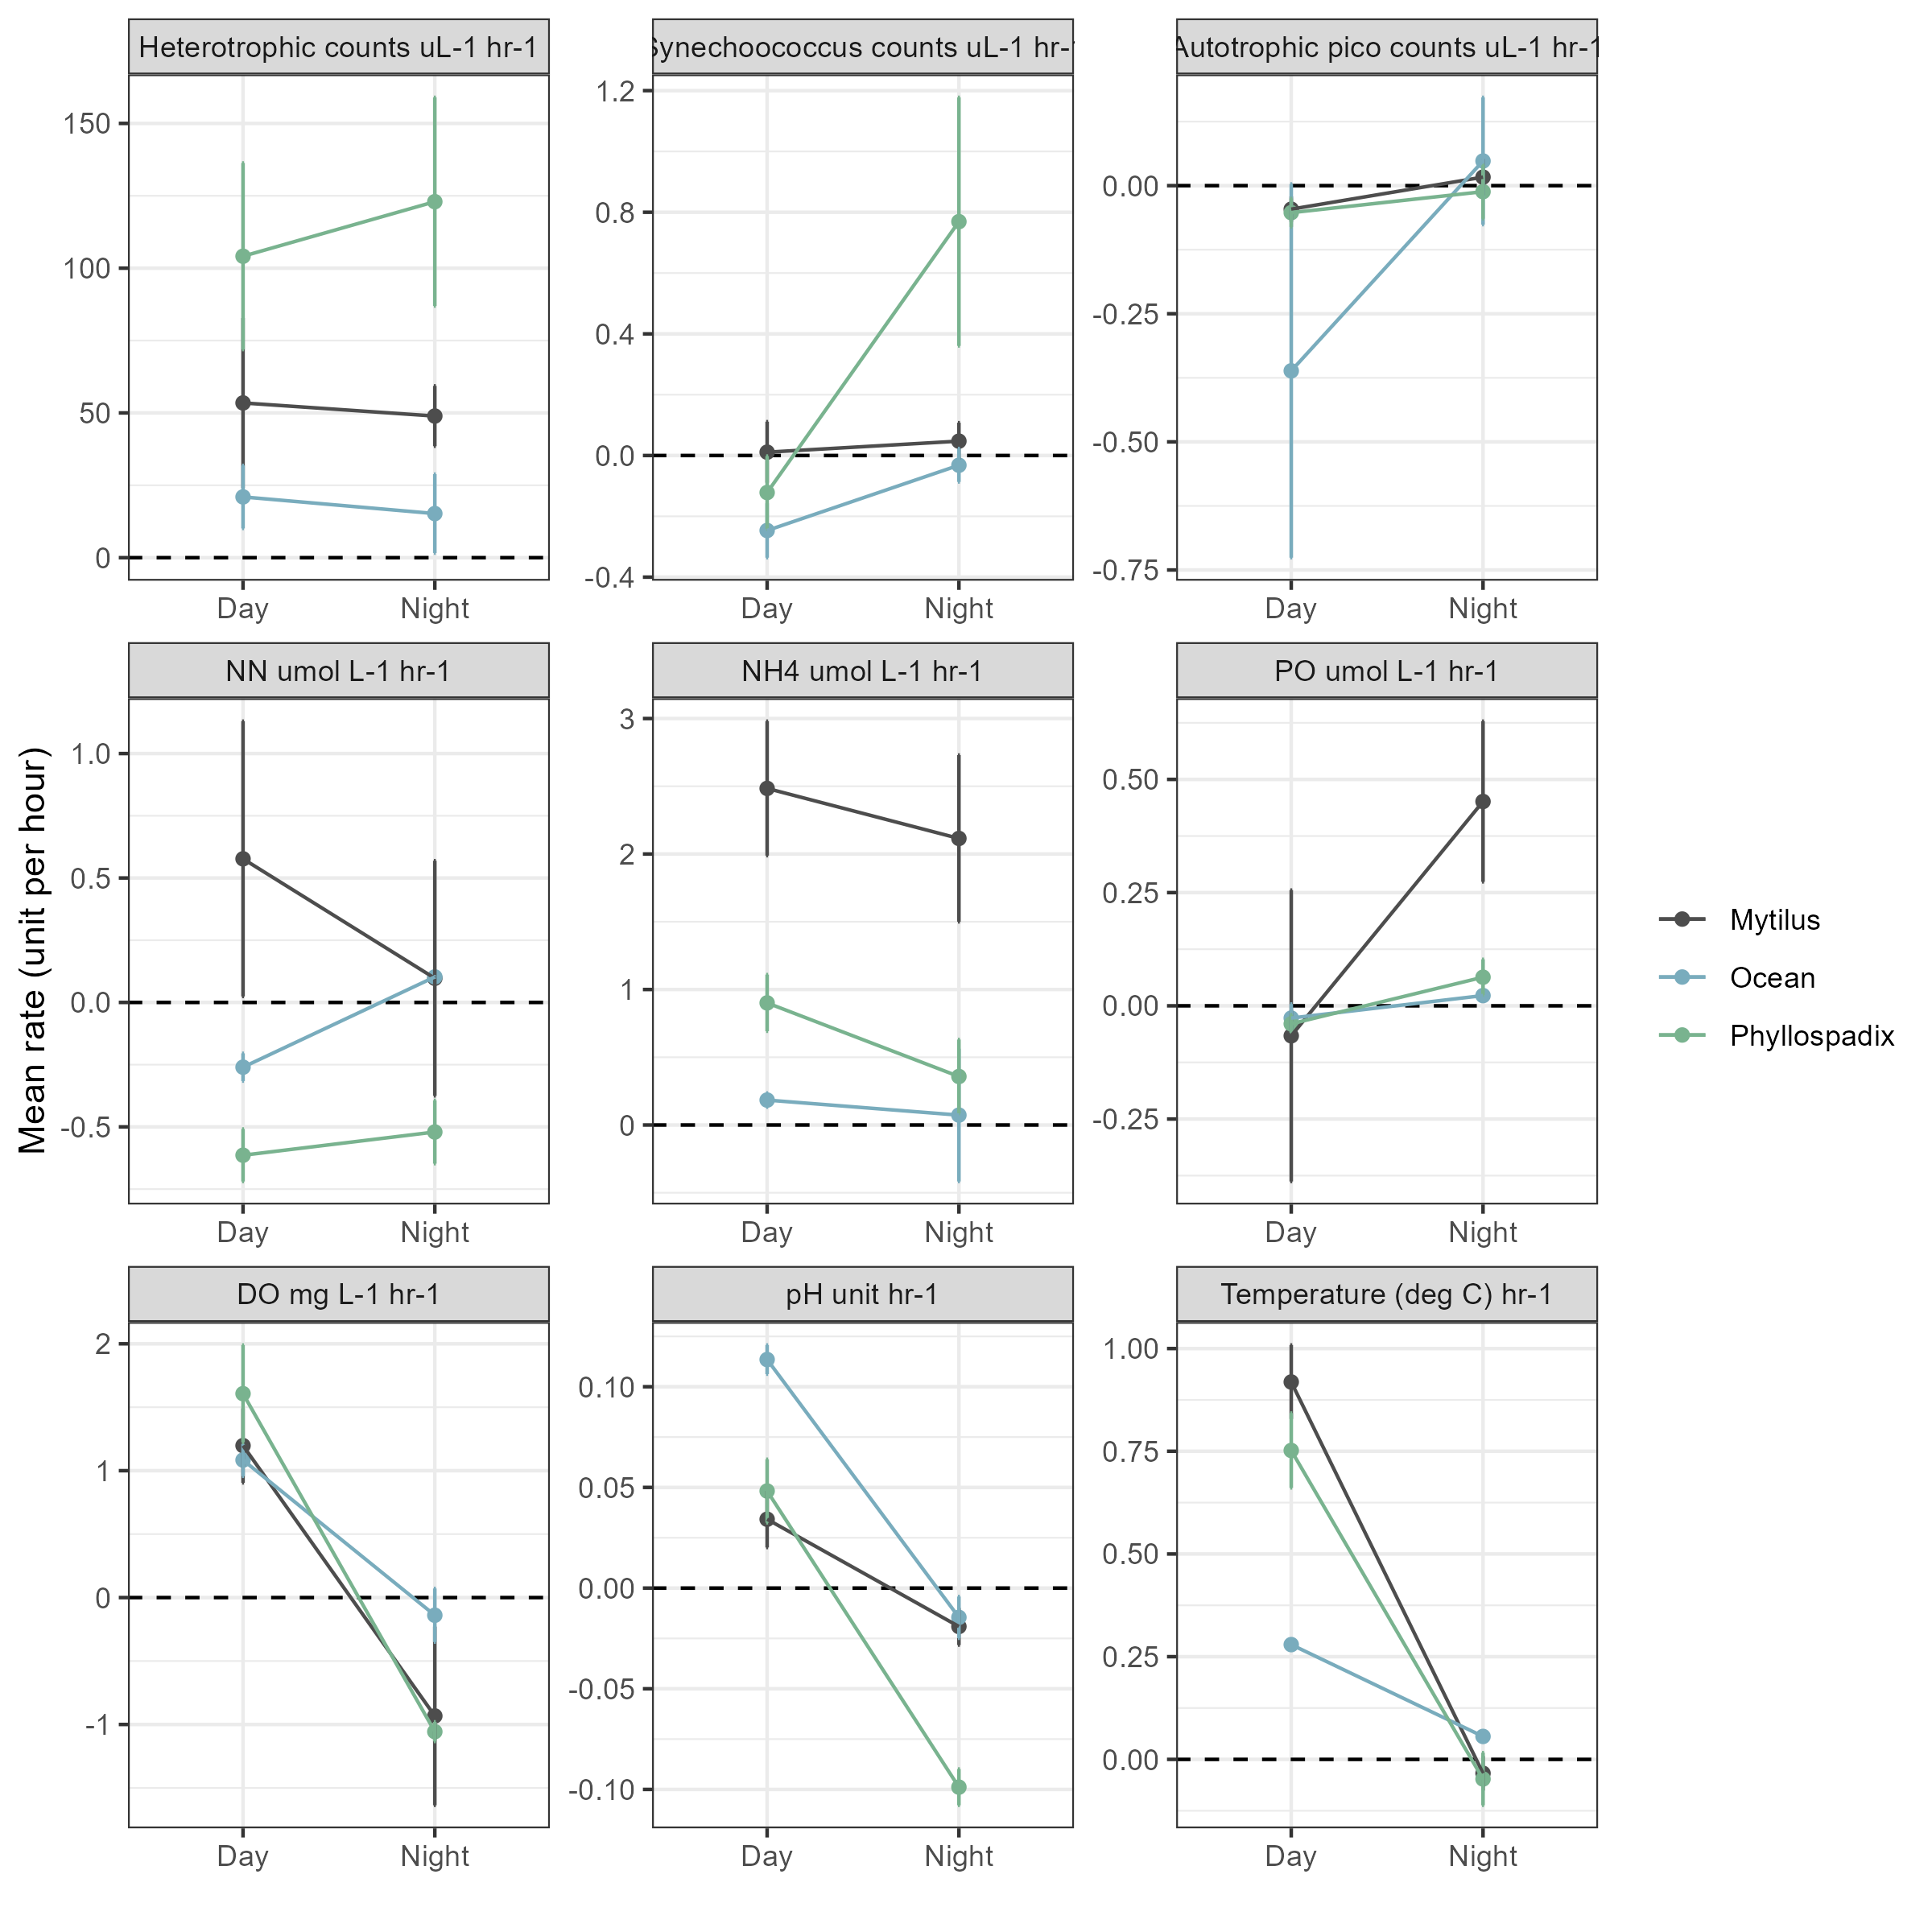 Heterotrophic counts uL-1 hr-1
Synechoococcus counts uL-1 hr-1
Autotrophic pico counts uL-1 hr-1
150
100
50
0
1.2
0.8
0.4
0.0
-0.4
0.00
-0.25
-0.50
-0.75
Day
Night
Day
Night
Day
Night
NN umol L-1 hr-1
NH4 umol L-1 hr-1
PO umol L-1 hr-1
1.0
0.5
0.0
-0.5
3
2
1
0
0.50
0.25
0.00
-0.25
Day
Night
Day
Night
Day
Night
DO mg L-1 hr-1
pH unit hr-1
Temperature (deg C) hr-1
2
1
0
-1
0.10
0.05
0.00
-0.05
-0.10
1.00
0.75
0.50
0.25
0.00
Day
Night
Day
Night
Day
Night
Mean rate (unit per hour)
Mytilus
Ocean
Phyllospadix